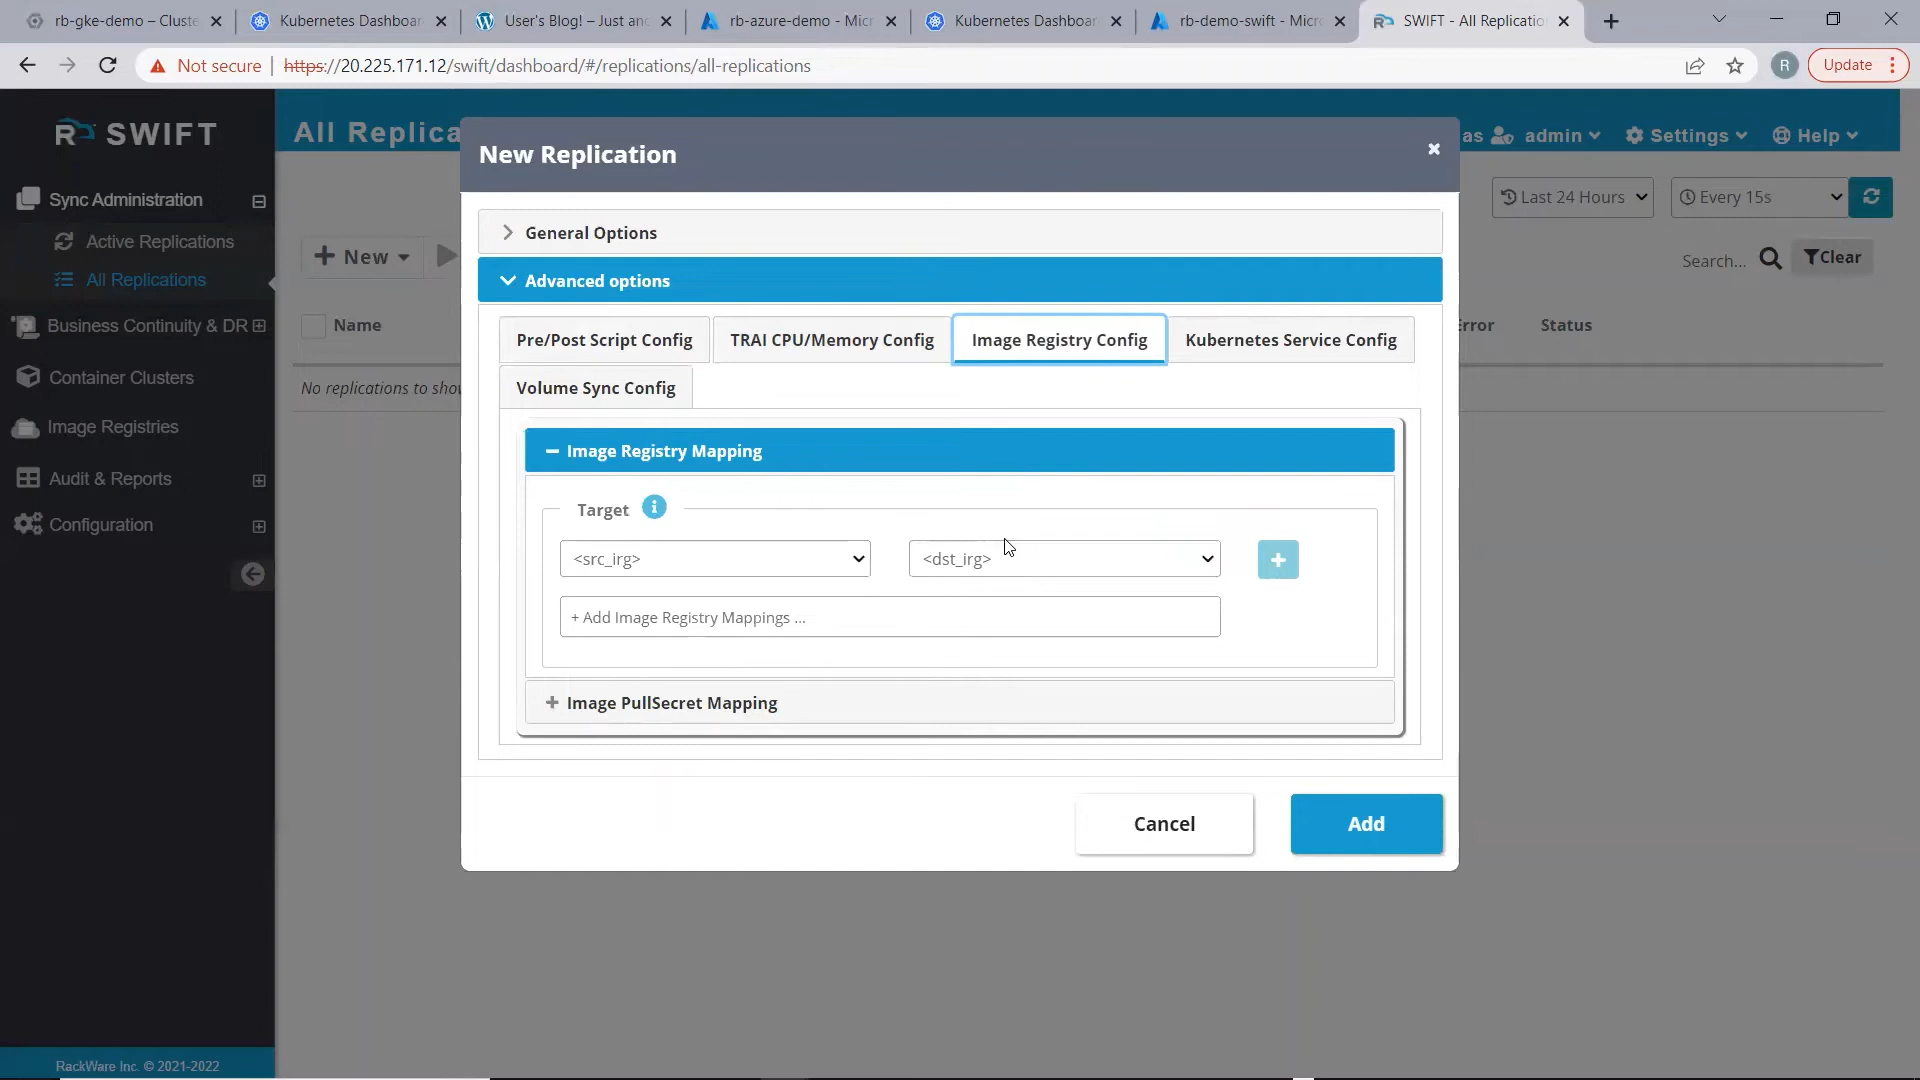 rb-gke-demo – Cluste
Kubernetes Dashboar
User's Blog! – Just an
rb-azure-demo - Micr
Kubernetes Dashboar
rb-demo-swift - Micro
SWIFT - All Replicatio
Not secure
https://20.225.171.12/swift/dashboard/#/replications/all-replications
R
Update
SWIFT
All Replica
as admin
Settings
Help
New Replication
Sync Administration
Active Replications
All Replications
Business Continuity & DR
Container Clusters
Image Registries
Audit & Reports
Configuration
RackWare Inc. © 2021-2022
Last 24 Hours
Every 15s
+ New
Search...
Clear
Name
Error
Status
No replications to show
General Options
Advanced options
Pre/Post Script Config
TRAI CPU/Memory Config
Image Registry Config
Kubernetes Service Config
Volume Sync Config
Image Registry Mapping
Target
<src_irg>
<dst_irg>
+ Add Image Registry Mappings ...
Image PullSecret Mapping
Cancel
Add